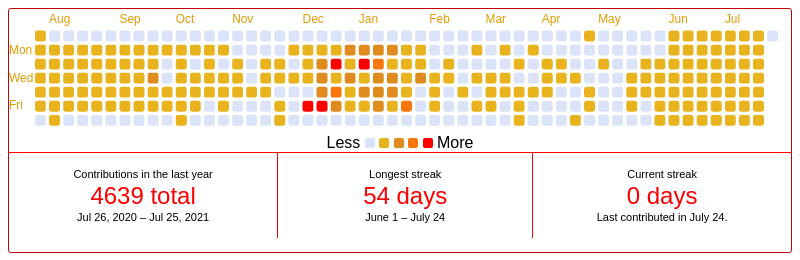 Aug Sep Oct Nov Dec Jan Feb Mar Apr May Jun Jul
Mon
Wed
Fri
Less More
Contributions in the last year
4639 total
Jul 26, 2020 – Jul 25, 2021
Longest streak
54 days
June 1 – July 24
Current streak
0 days
Last contributed in July 24.